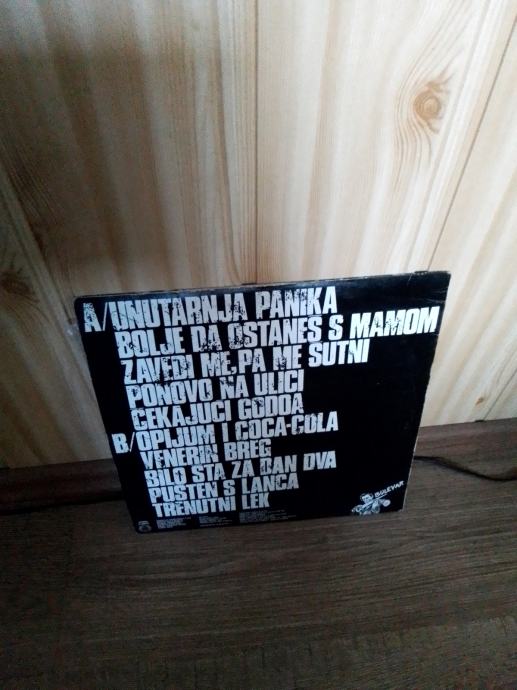 A/UNUTARNJA PANIKA
BOLJE DA OSTANES S MAMOM
ZAVEDI ME, PA ME SUTNI
PONOVO NA ULICI
CEKAJUCI GODOA
B/OPIJUM I COCA-COLA
VENERIN BREG
BILO STA ZA DAN DVA
PUSTEN S LANCA
TRENUTNI LEK
BULEVAR